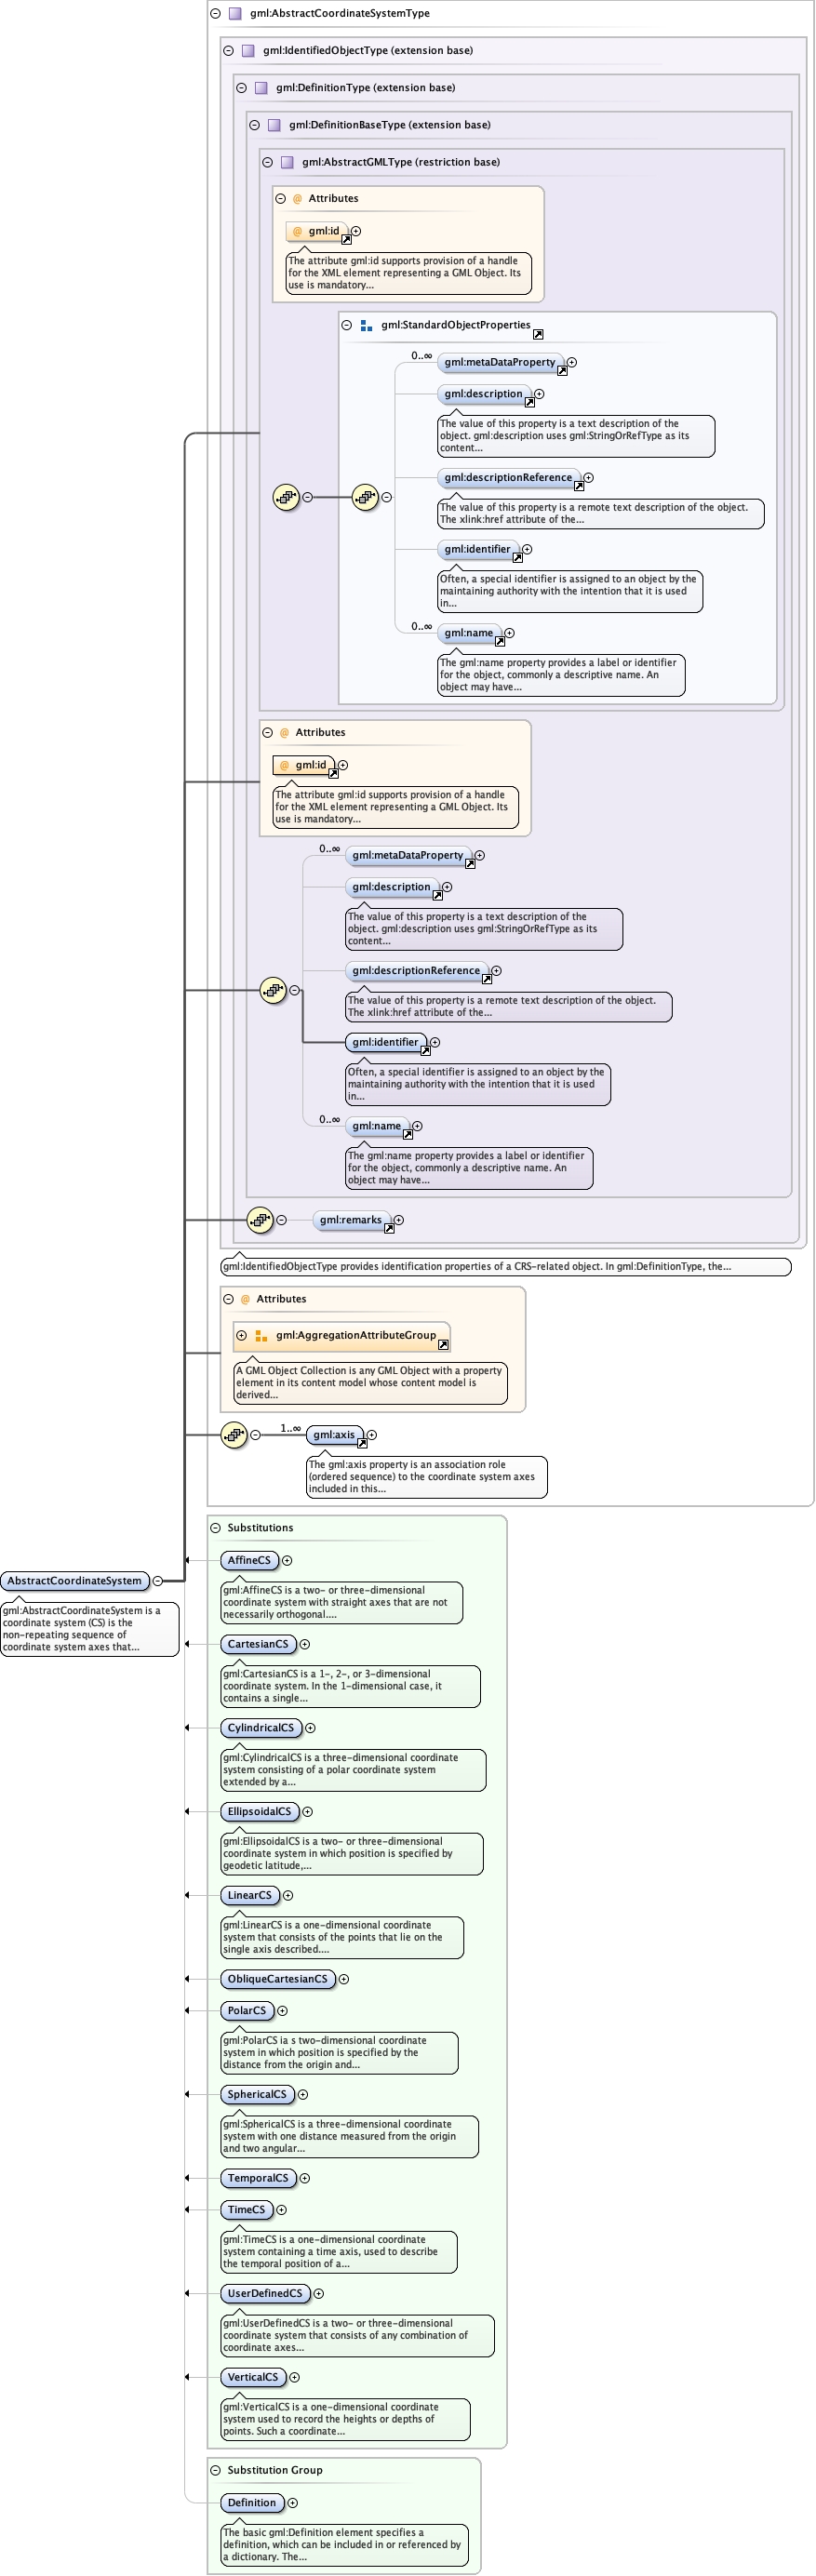 gml:AbstractCoordinateSystemType
gml:IdentifiedObjectType (extension base)
gml:DefinitionType (extension base)
gml:DefinitionBaseType (extension base)
gml:AbstractGMLType (restriction base)
@ Attributes
@ gml:id
The attribute gml:id supports provision of a handle
for the XML element representing a GML Object. Its
use is mandatory...
gml:StandardObjectProperties
0..∞
gml:metaDataProperty
gml:description
The value of this property is a text description of the
object. gml:description uses gml:StringOrRefType as its
content...
gml:descriptionReference
The value of this property is a remote text description of the object.
The xlink:href attribute of the...
gml:identifier
Often, a special identifier is assigned to an object by the
maintaining authority with the intention that it is used
in...
0..∞
gml:name
The gml:name property provides a label or identifier
for the object, commonly a descriptive name. An
object may have...
@ Attributes
@ gml:id
The attribute gml:id supports provision of a handle
for the XML element representing a GML Object. Its
use is mandatory...
0..∞
gml:metaDataProperty
gml:description
The value of this property is a text description of the
object. gml:description uses gml:StringOrRefType as its
content...
gml:descriptionReference
The value of this property is a remote text description of the object.
The xlink:href attribute of the...
gml:identifier
Often, a special identifier is assigned to an object by the
maintaining authority with the intention that it is used
in...
0..∞
gml:name
The gml:name property provides a label or identifier
for the object, commonly a descriptive name. An
object may have...
gml:remarks
gml:IdentifiedObjectType provides identification properties of a CRS-related object. In gml:DefinitionType, the...
@ Attributes
gml:AggregationAttributeGroup
A GML Object Collection is any GML Object with a property
element in its content model whose content model is
derived...
1..∞
gml:axis
The gml:axis property is an association role
(ordered sequence) to the coordinate system axes
included in this...
AbstractCoordinateSystem
gml:AbstractCoordinateSystem is a
coordinate system (CS) is the
non-repeating sequence of
coordinate system axes that...
Substitutions
AffineCS
gml:AffineCS is a two- or three-dimensional
coordinate system with straight axes that are not
necessarily orthogonal....
CartesianCS
gml:CartesianCS is a 1-, 2-, or 3-dimensional
coordinate system. In the 1-dimensional case, it
contains a single...
CylindricalCS
gml:CylindricalCS is a three-dimensional coordinate
system consisting of a polar coordinate system
extended by a...
EllipsoidalCS
gml:EllipsoidalCS is a two- or three-dimensional
coordinate system in which position is specified by
geodetic latitude,...
LinearCS
gml:LinearCS is a one-dimensional coordinate
system that consists of the points that lie on the
single axis described....
ObliqueCartesianCS
PolarCS
gml:PolarCS ia s two-dimensional coordinate
system in which position is specified by the
distance from the origin and...
SphericalCS
gml:SphericalCS is a three-dimensional coordinate
system with one distance measured from the origin
and two angular...
TemporalCS
TimeCS
gml:TimeCS is a one-dimensional coordinate
system containing a time axis, used to describe
the temporal position of a...
UserDefinedCS
gml:UserDefinedCS is a two- or three-dimensional
coordinate system that consists of any combination of
coordinate axes...
VerticalCS
gml:VerticalCS is a one-dimensional coordinate
system used to record the heights or depths of
points. Such a coordinate...
Substitution Group
Definition
The basic gml:Definition element specifies a
definition, which can be included in or referenced by
a dictionary. The...